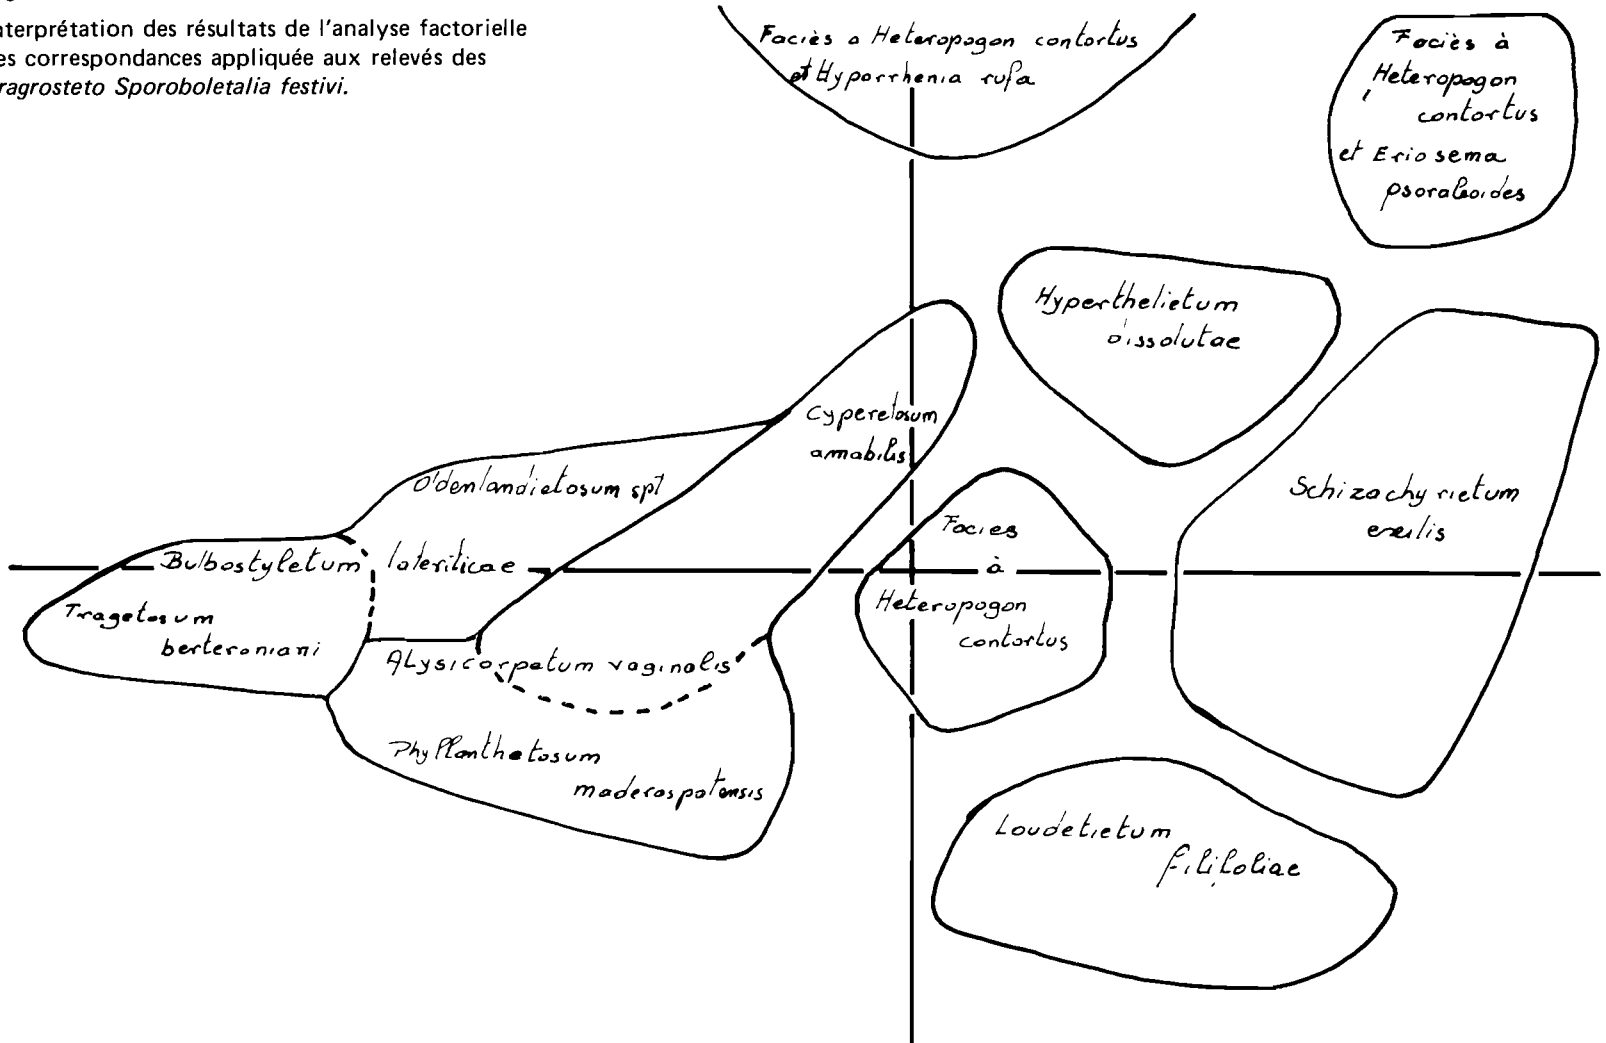 nterprétation des résultats de l'analyse factorielle
es correspondances appliquée aux relevés des
ragrosteto Sporoboletalia festivi.
Faciès a Heteropogon contortus
et Hyparrhenia rufa
Faciès à
Heteropogon
contortus
et Eriosema
psoraleoides
Hyperthelietum
dissolutae
Cyperetosum
amabilis
Oldenlandietosum spt
Schizachyrietum
exilis
Facies
à
Heteropogon
contortus
Bulbostyletum lateriticae
Tragetosum
berteroniani
Alysicarpetum vaginalis
Phyllanthetosum
maderaspatensis
Loudetietum
filifoliae